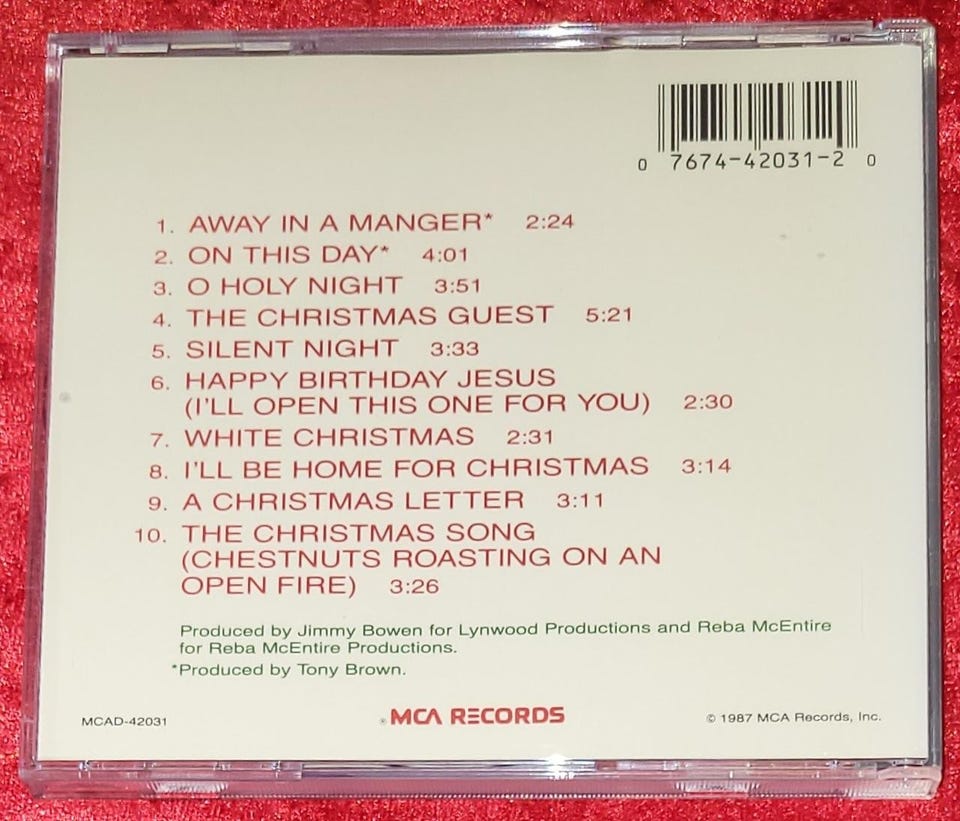 0 7674-42031-2 0
1. AWAY IN A MANGER* 2:24
2. ON THIS DAY* 4:01
3. O HOLY NIGHT 3:51
4. THE CHRISTMAS GUEST 5:21
5. SILENT NIGHT 3:33
6. HAPPY BIRTHDAY JESUS
(I'LL OPEN THIS ONE FOR YOU) 2:30
7. WHITE CHRISTMAS 2:31
8. I'LL BE HOME FOR CHRISTMAS 3:14
9. A CHRISTMAS LETTER 3:11
10. THE CHRISTMAS SONG
(CHESTNUTS ROASTING ON AN
OPEN FIRE) 3:26
Produced by Jimmy Bowen for Lynwood Productions and Reba McEntire
for Reba McEntire Productions.
*Produced by Tony Brown.
MCAD-42031 MCA RECORDS © 1987 MCA Records, Inc.